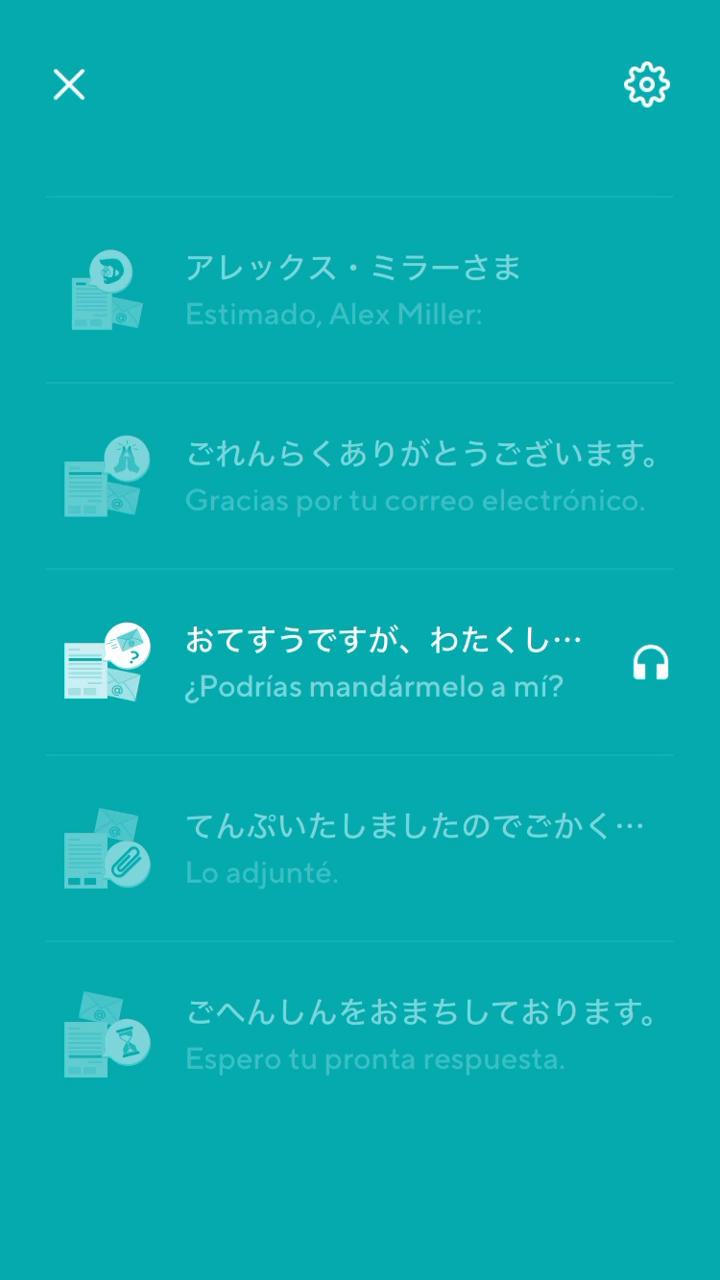 アレックス・ミラーさま
Estimado, Alex Miller:
ごれんらくありがとうございます。
Gracias por tu correo electrónico.
おてすうですが、わたくし…
¿Podrías mandármelo a mí?
てんぷいたしましたのでごかく…
Lo adjunté.
ごへんしんをおまちしております。
Espero tu pronta respuesta.